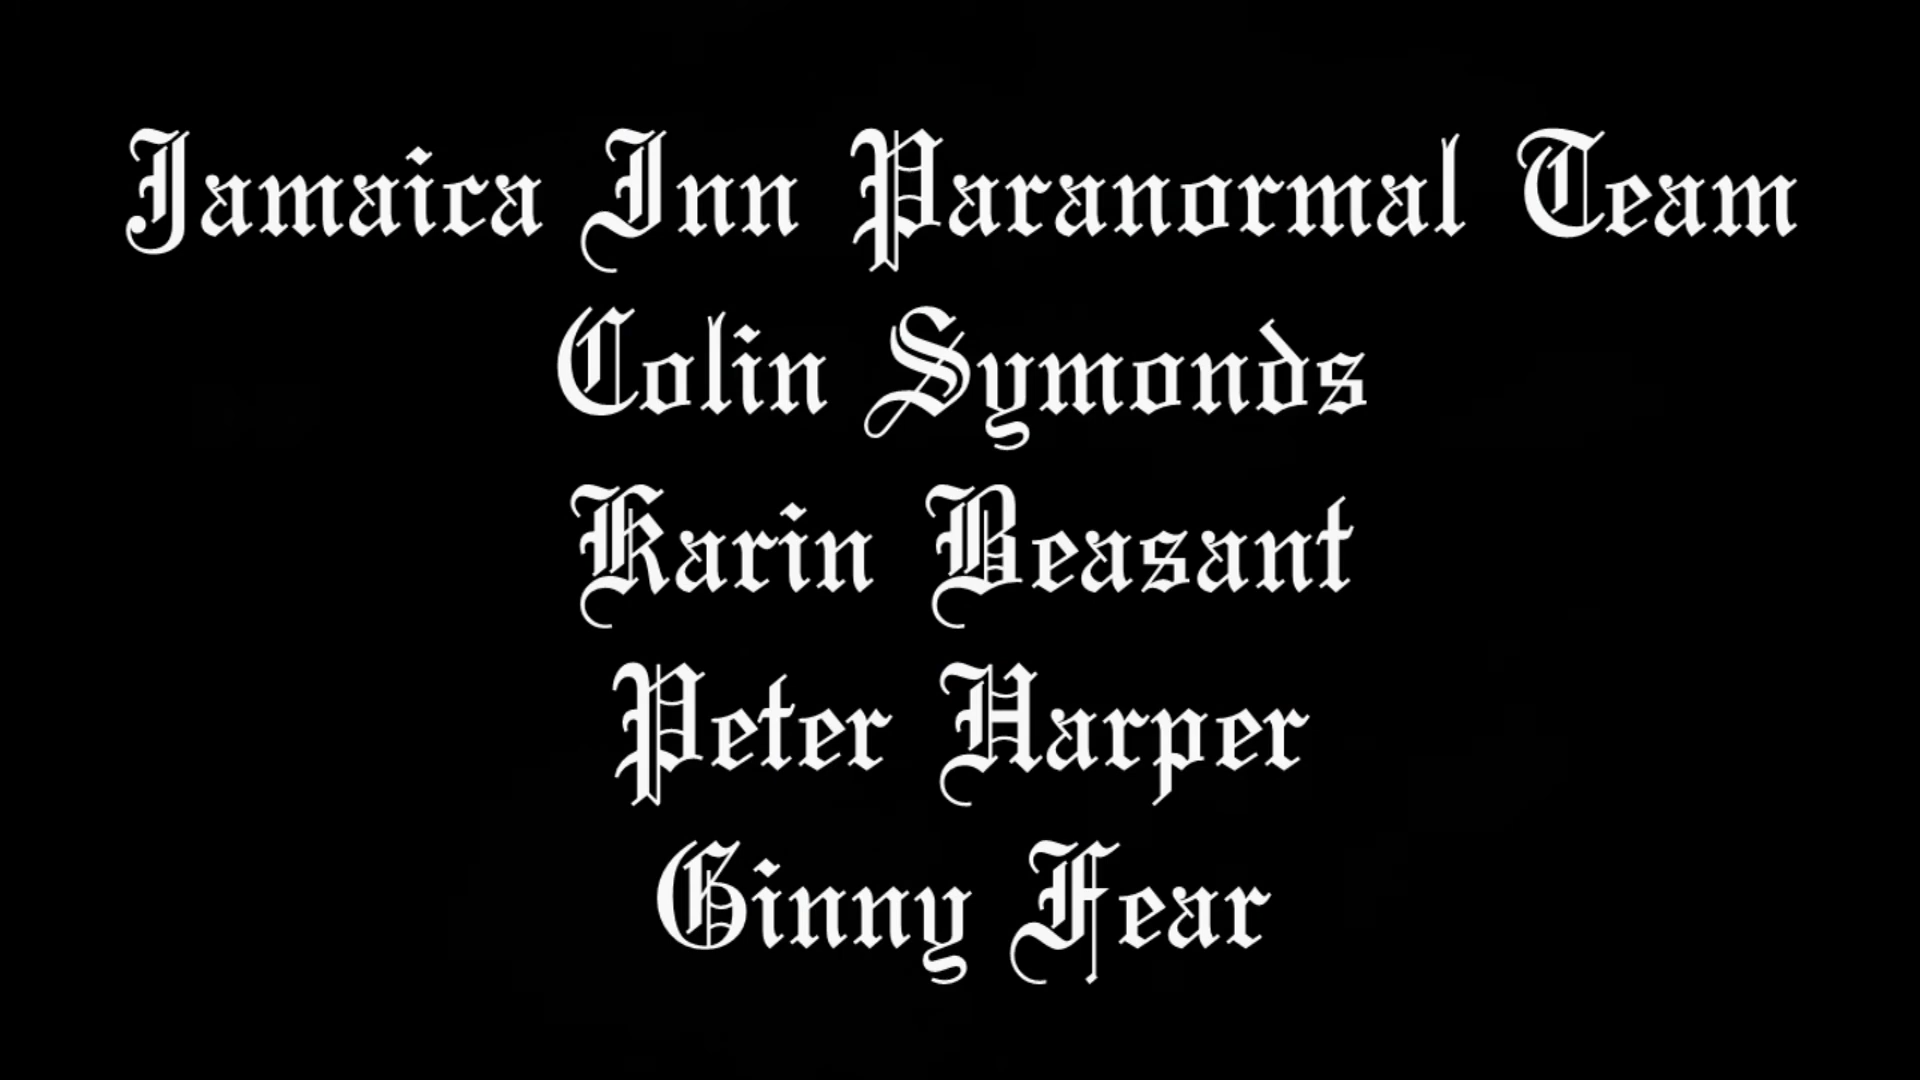 Jamaica Inn Paranormal Team
Colin Symonds
Karin Beasant
Peter Harper
Ginny Fear